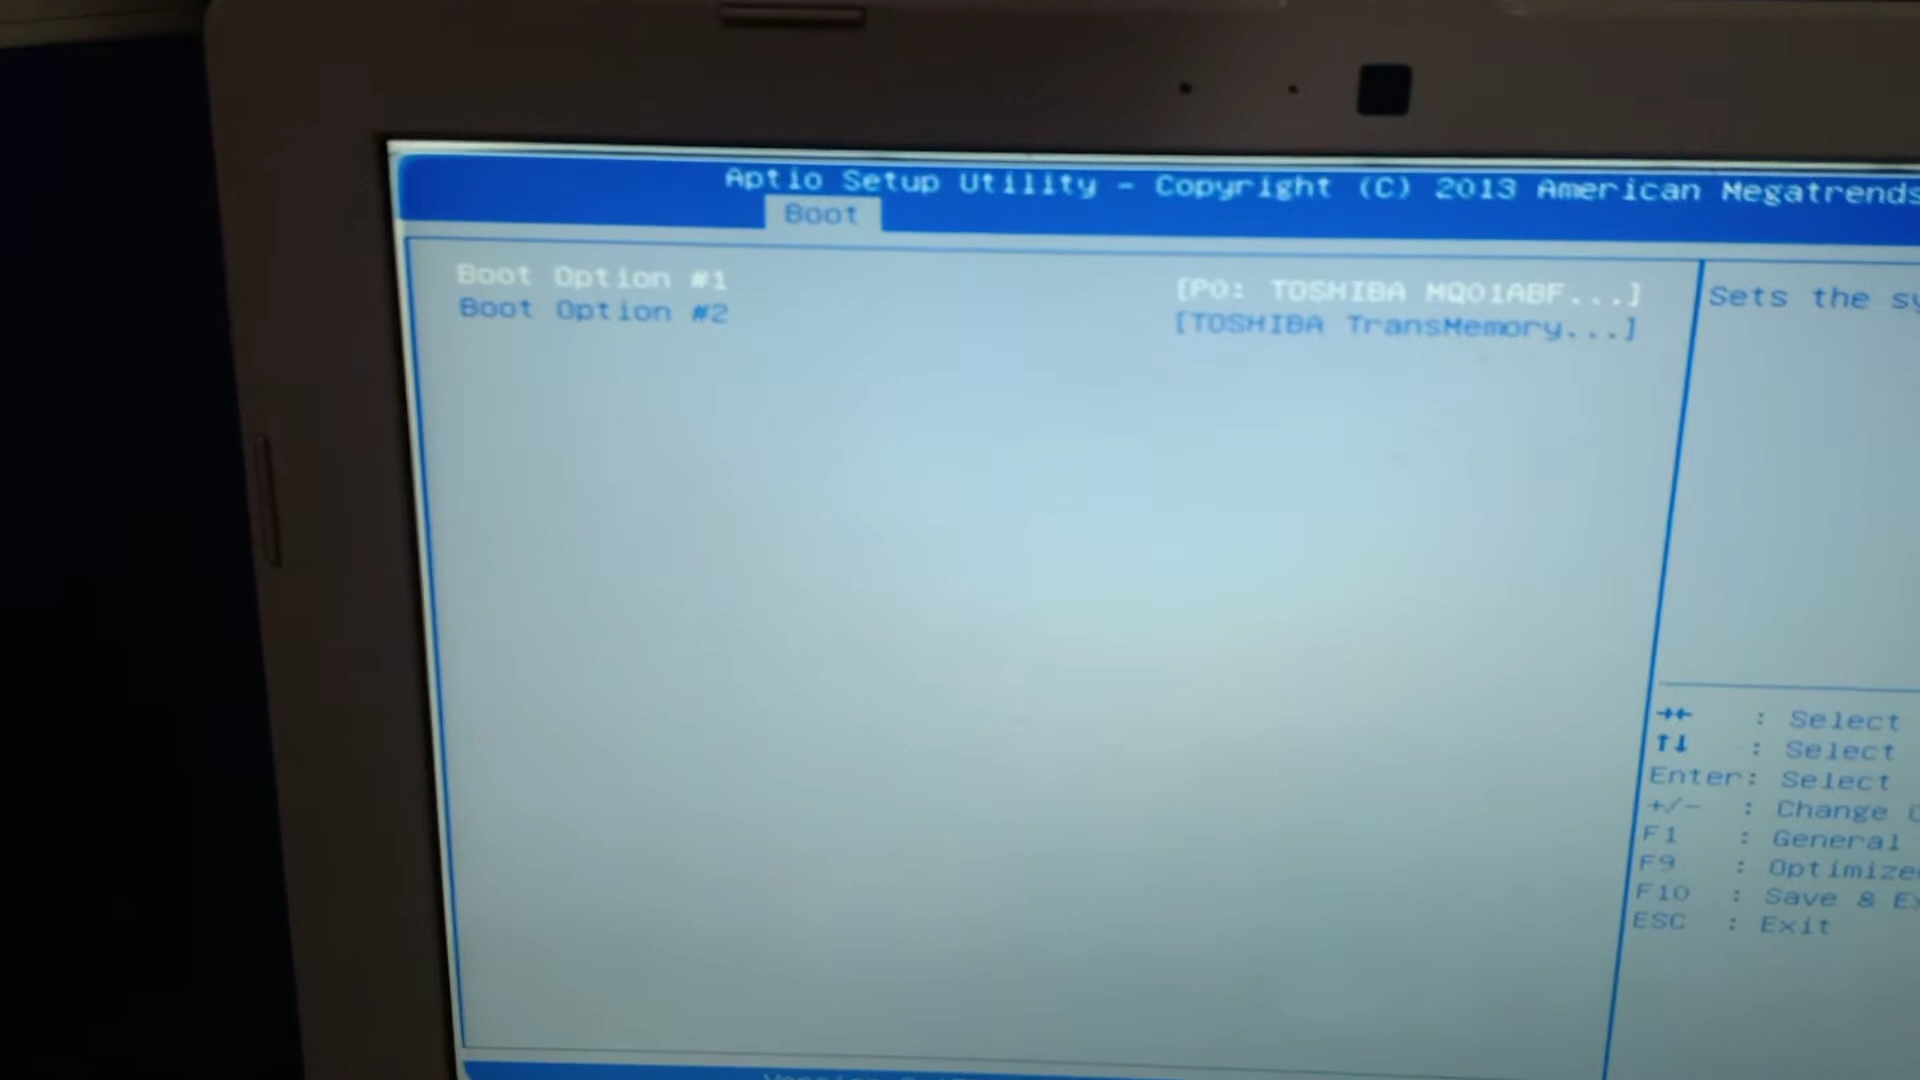 Aptio Setup Utility - Copyright (C) 2013 American Megatrends
Boot
Boot Option #1 [P0: TOSHIBA MQ01ABF...]
Boot Option #2 [TOSHIBA TransMemory...]
Sets the
→← : Select
↑↓ : Select
Enter: Select
+/- : Change
F1 : General
F9 : Optimize
F10 : Save &
ESC : Exit